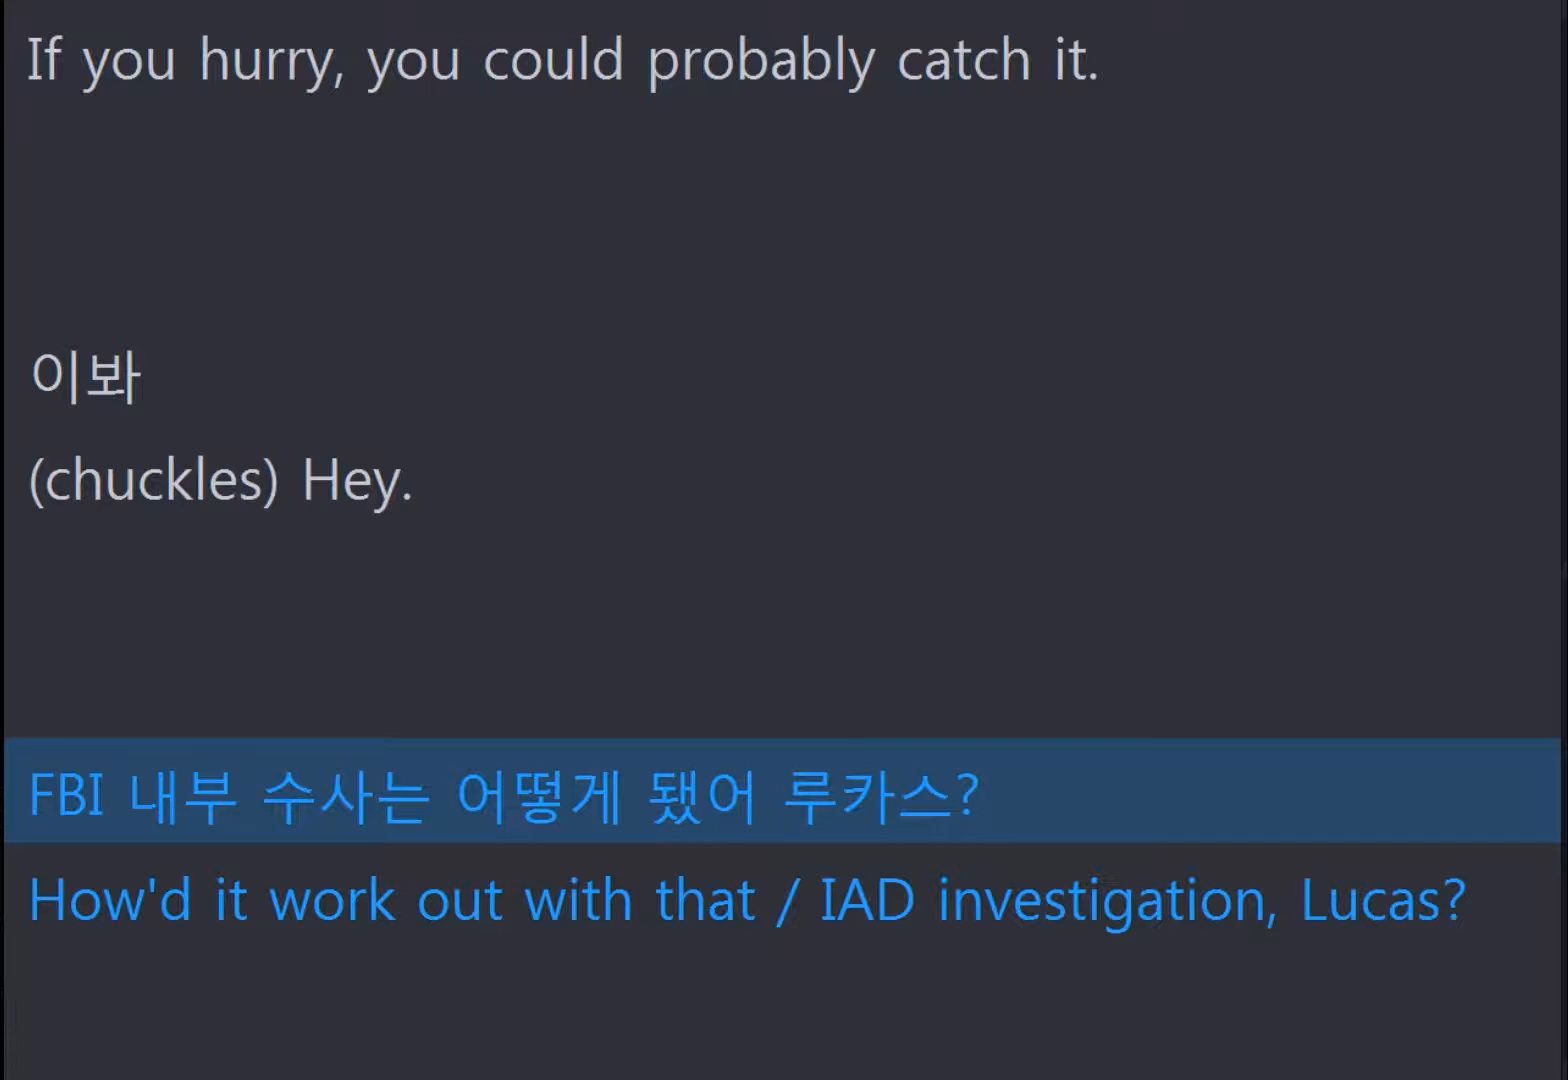 If you hurry, you could probably catch it.
이봐
(chuckles) Hey.
FBI 내부 수사는 어떻게 됐어 루카스?
How'd it work out with that / IAD investigation, Lucas?